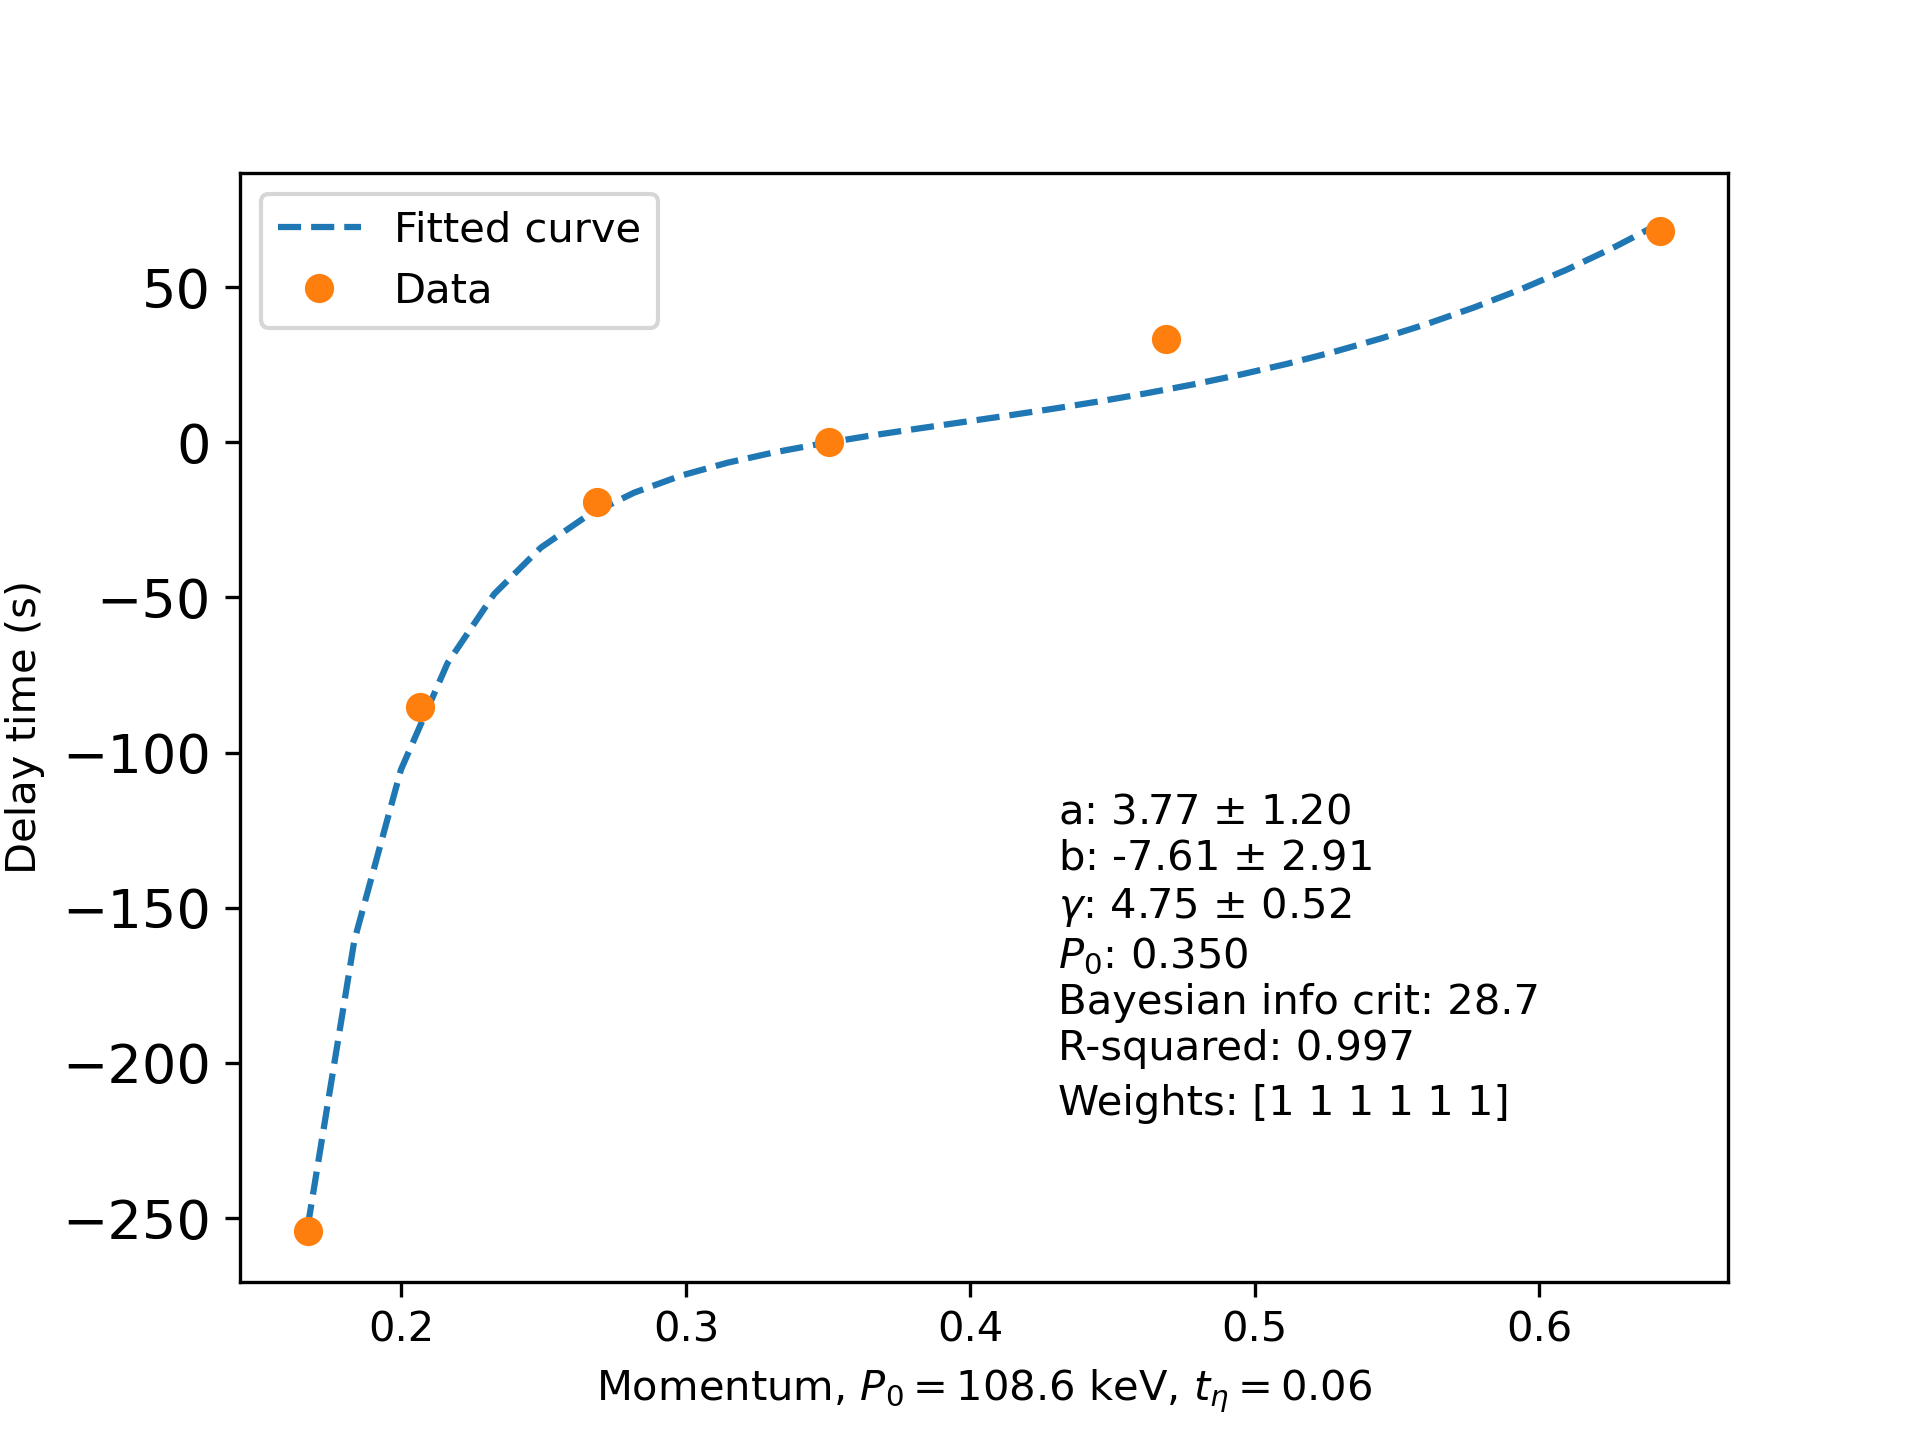 Fitted curve
Data
50
0
−50
−100
−150
−200
−250
Delay time (s)
a: 3.77 ± 1.20
b: -7.61 ± 2.91
γ: 4.75 ± 0.52
P₀: 0.350
Bayesian info crit: 28.7
R-squared: 0.997
Weights: [1 1 1 1 1 1]
0.2 0.3 0.4 0.5 0.6
Momentum, P₀ = 108.6 keV, tη = 0.06